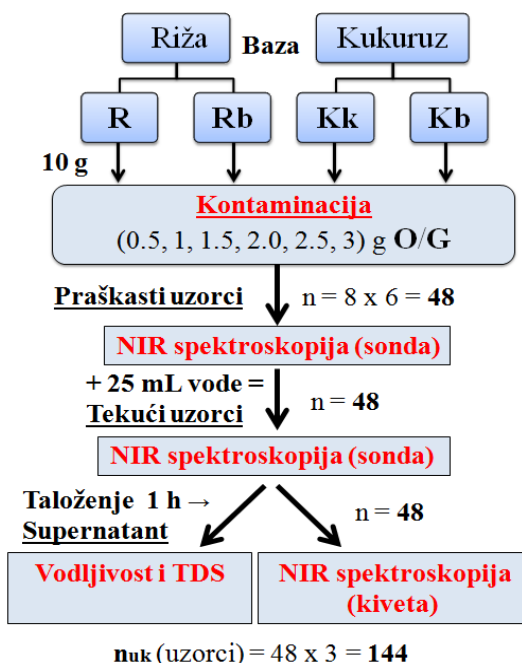 Riža Baza Kukuruz
R Rb Kk Kb
10 g
Kontaminacija
(0.5, 1, 1.5, 2.0, 2.5, 3) g O/G
Praškasti uzorci n = 8 x 6 = 48
NIR spektroskopija (sonda)
+ 25 mL vode =
Tekući uzorci n = 48
NIR spektroskopija (sonda)
Taloženje 1 h →
Supernatant n = 48
Vodljivost i TDS
NIR spektroskopija
(kiveta)
nuk (uzorci) = 48 x 3 = 144